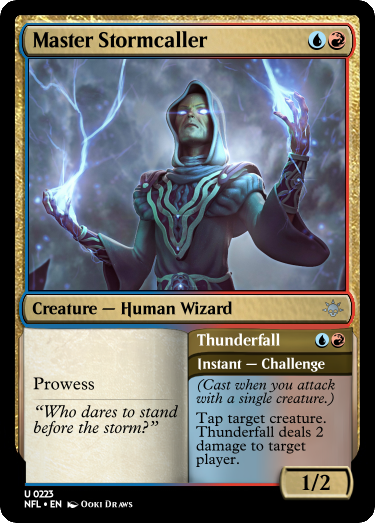 Master Stormcaller
Creature — Human Wizard
Prowess
“Who dares to stand
before the storm?”
Thunderfall
Instant — Challenge
(Cast when you attack
with a single creature.)
Tap target creature.
Thunderfall deals 2
damage to target
player.
1/2
U 0223
NFL • EN Ooki Draws